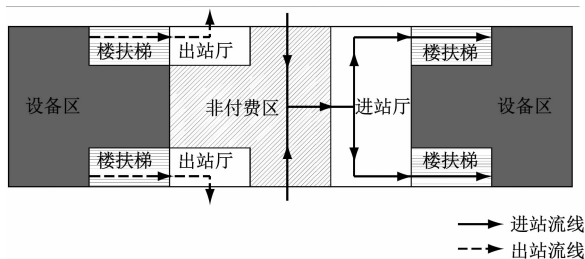 楼扶梯 出站厅 楼扶梯
设备区 非付费区 进站厅 设备区
楼扶梯 出站厅 楼扶梯
进站流线
出站流线